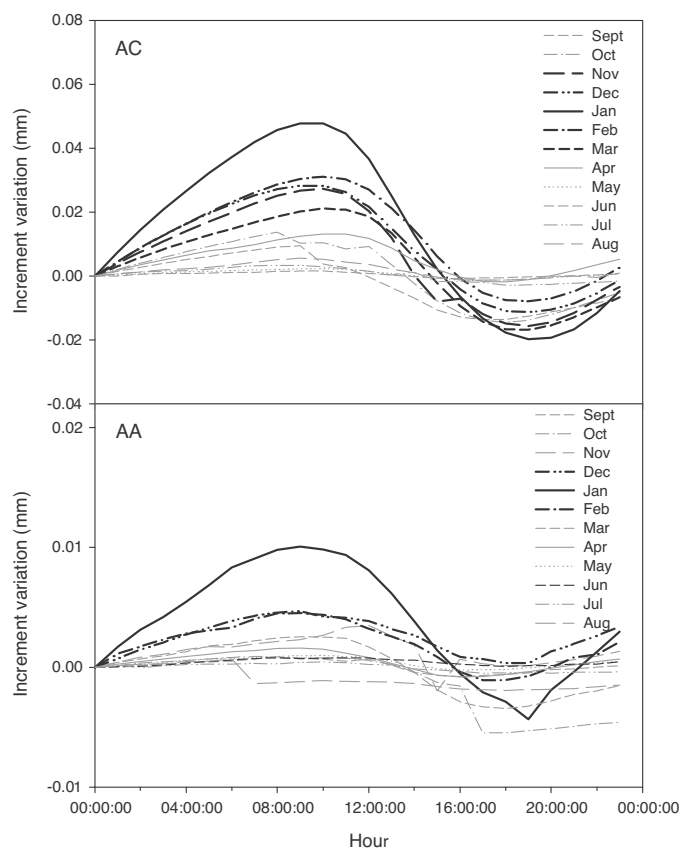 0.08
AC
Sept
Oct
Nov
Dec
Jan
Feb
Mar
Apr
May
Jun
Jul
Aug
0.06
0.04
0.02
0.00
-0.02
-0.04
Increment variation (mm)
AA
Sept
Oct
Nov
Dec
Jan
Feb
Mar
Apr
May
Jun
Jul
Aug
0.02
0.01
0.00
-0.01
Increment variation (mm)
00:00:00 04:00:00 08:00:00 12:00:00 16:00:00 20:00:00 00:00:00
Hour